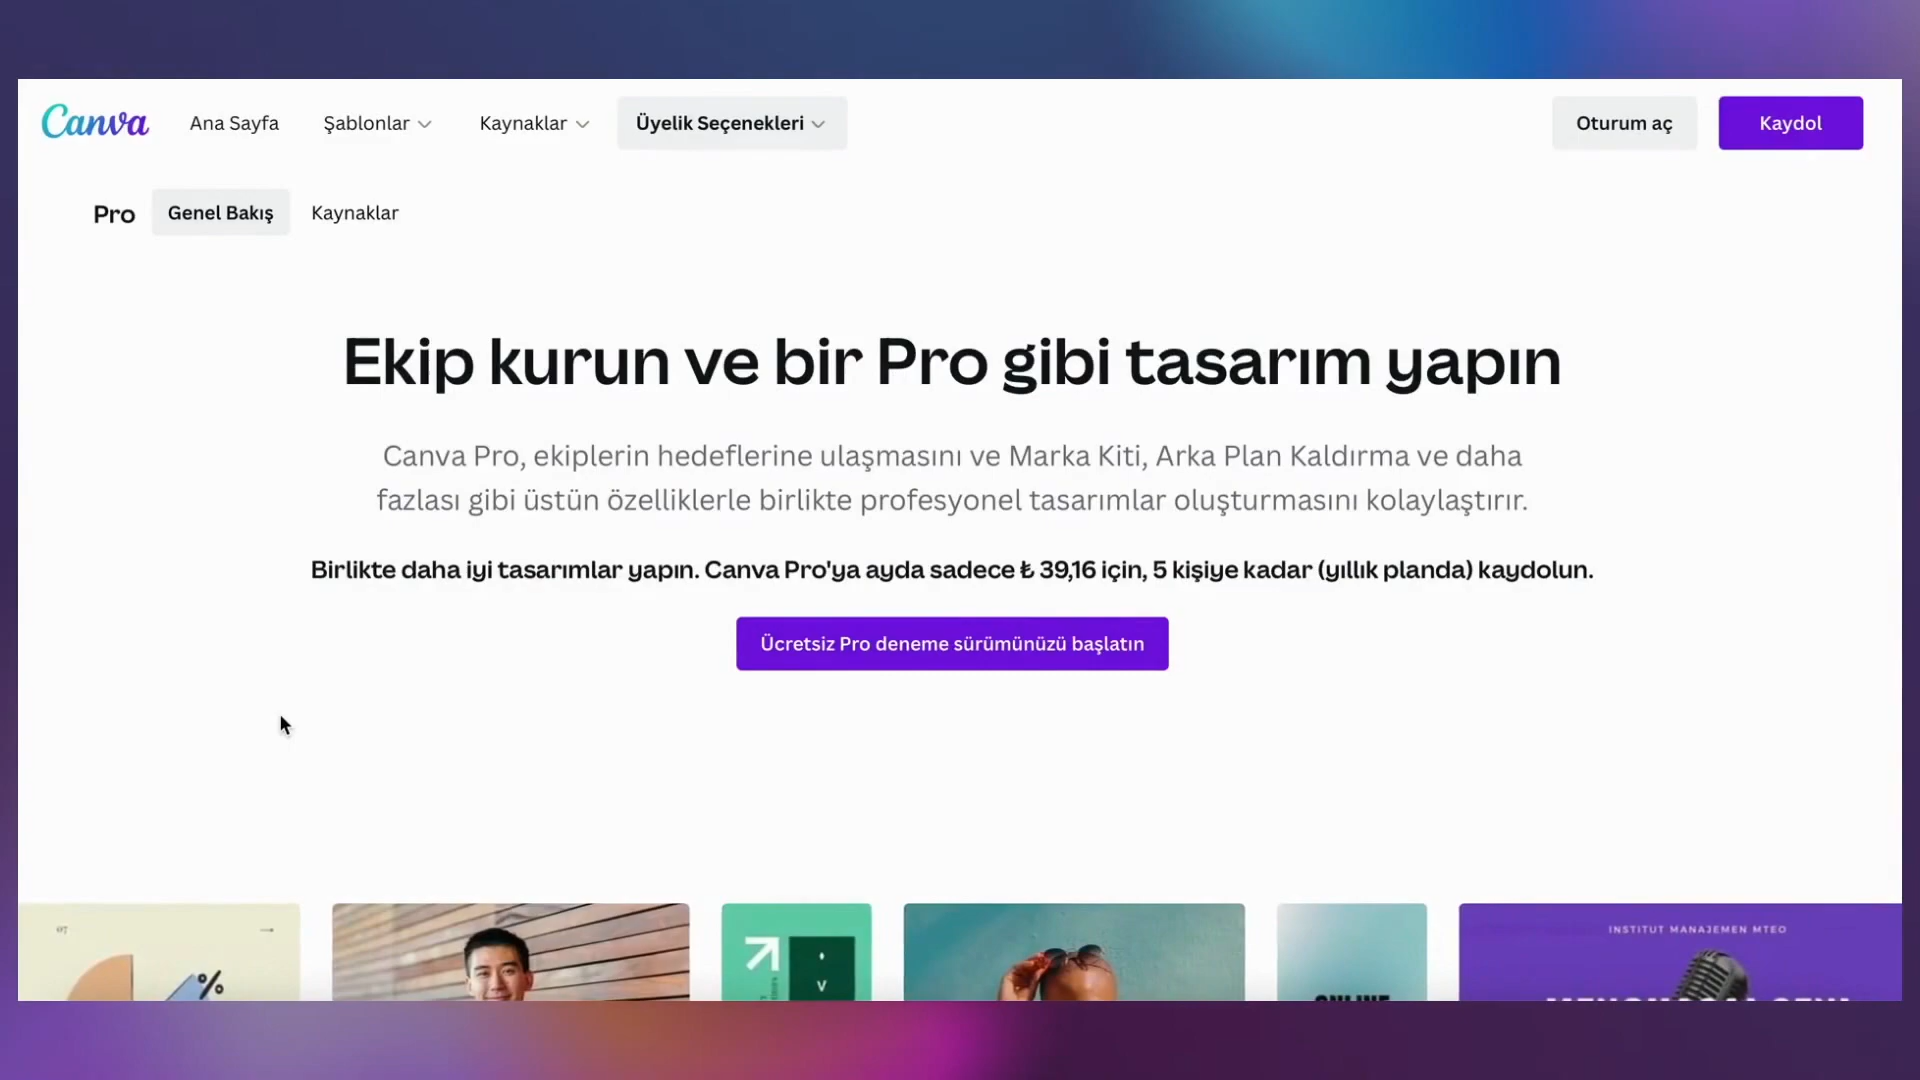 Canva Ana Sayfa Şablonlar Kaynaklar Üyelik Seçenekleri Oturum aç Kaydol
Pro Genel Bakış Kaynaklar
Ekip kurun ve bir Pro gibi tasarım yapın
Canva Pro, ekiplerin hedeflerine ulaşmasını ve Marka Kiti, Arka Plan Kaldırma ve daha
fazlası gibi üstün özelliklerle birlikte profesyonel tasarımlar oluşturmasını kolaylaştırır.
Birlikte daha iyi tasarımlar yapın. Canva Pro'ya ayda sadece ₺ 39,16 için, 5 kişiye kadar (yıllık planda) kaydolun.
Ücretsiz Pro deneme sürümünüzü başlatın
07
%
V
INSTITUT MANAJEMEN MTEO
ONLINE